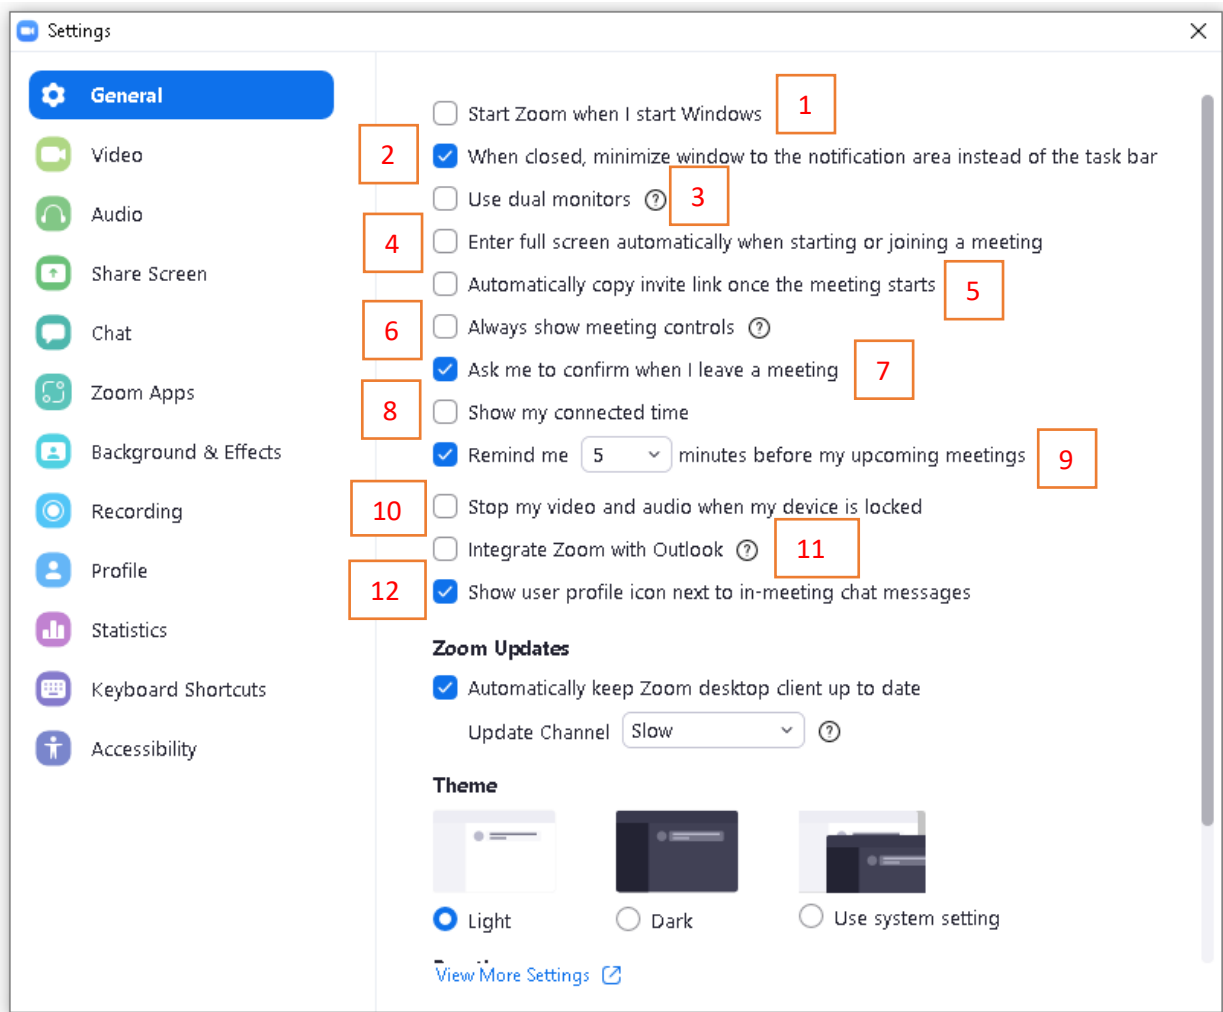 Settings
General
Video
Audio
Share Screen
Chat
Zoom Apps
Background & Effects
Recording
Profile
Statistics
Keyboard Shortcuts
Accessibility
Start Zoom when I start Windows 1
2 When closed, minimize window to the notification area instead of the task bar
Use dual monitors ? 3
4 Enter full screen automatically when starting or joining a meeting
Automatically copy invite link once the meeting starts 5
6 Always show meeting controls ?
Ask me to confirm when I leave a meeting 7
8 Show my connected time
Remind me 5 minutes before my upcoming meetings 9
10 Stop my video and audio when my device is locked
Integrate Zoom with Outlook ? 11
12 Show user profile icon next to in-meeting chat messages
Zoom Updates
Automatically keep Zoom desktop client up to date
Update Channel Slow ?
Theme
Light Dark Use system setting
View More Settings